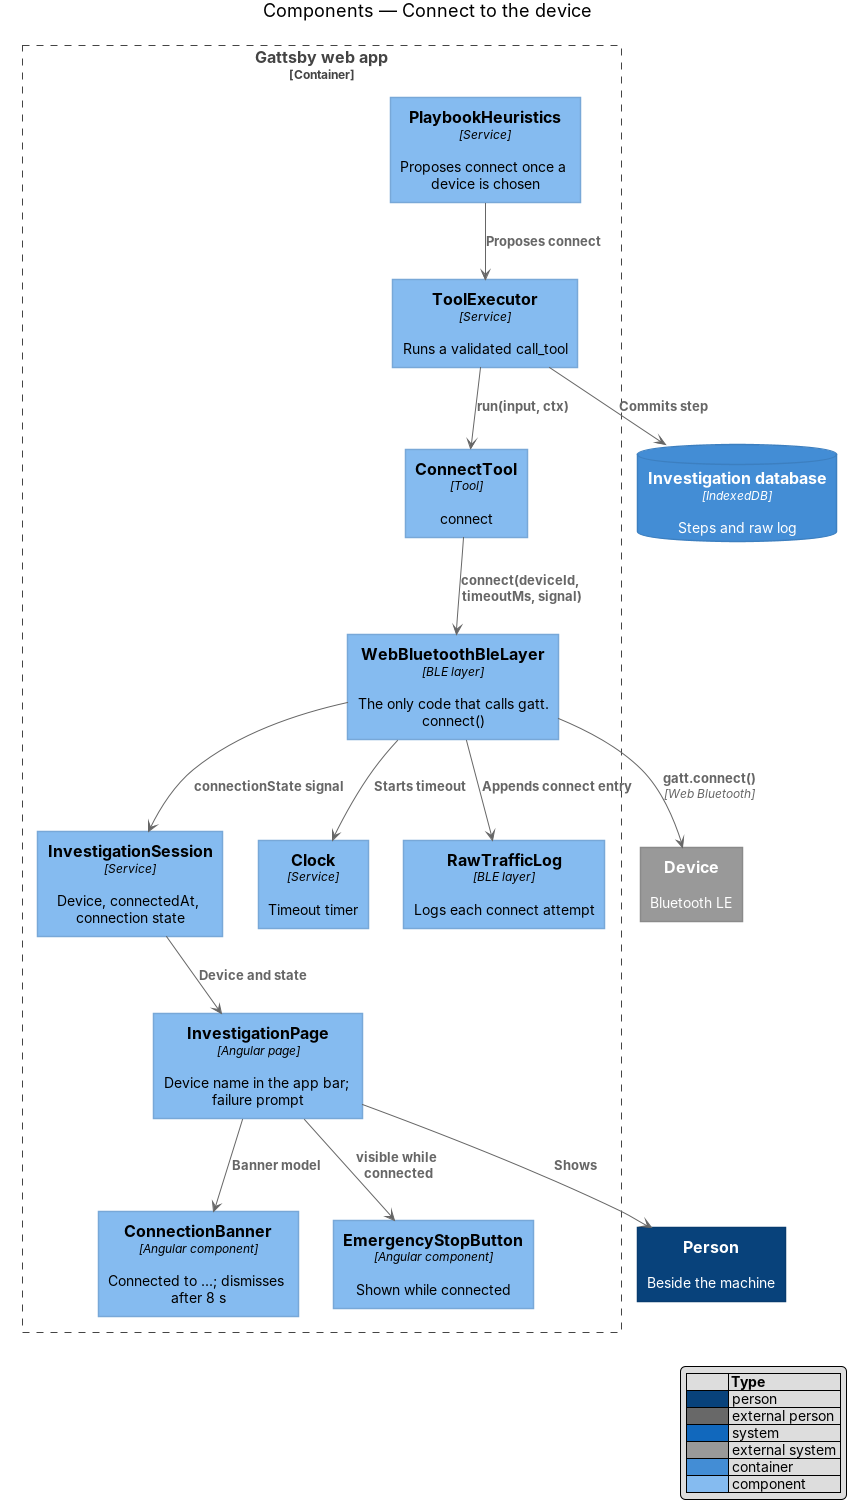 Components — Connect to the device
Gattsby web app
[Container]
PlaybookHeuristics
[Service]
Proposes connect once a
device is chosen
Proposes connect
ToolExecutor
[Service]
Runs a validated call_tool
run(input, ctx)
Commits step
ConnectTool
[Tool]
connect
Investigation database
[IndexedDB]
Steps and raw log
connect(deviceId,
timeoutMs, signal)
WebBluetoothBleLayer
[BLE layer]
The only code that calls gatt.
connect()
connectionState signal
Starts timeout
Appends connect entry
gatt.connect()
[Web Bluetooth]
InvestigationSession
[Service]
Device, connectedAt,
connection state
Clock
[Service]
Timeout timer
RawTrafficLog
[BLE layer]
Logs each connect attempt
Device
Bluetooth LE
Device and state
InvestigationPage
[Angular page]
Device name in the app bar;
failure prompt
Banner model
visible while
connected
Shows
ConnectionBanner
[Angular component]
Connected to ...; dismisses
after 8 s
EmergencyStopButton
[Angular component]
Shown while connected
Person
Beside the machine
Type
person
external person
system
external system
container
component